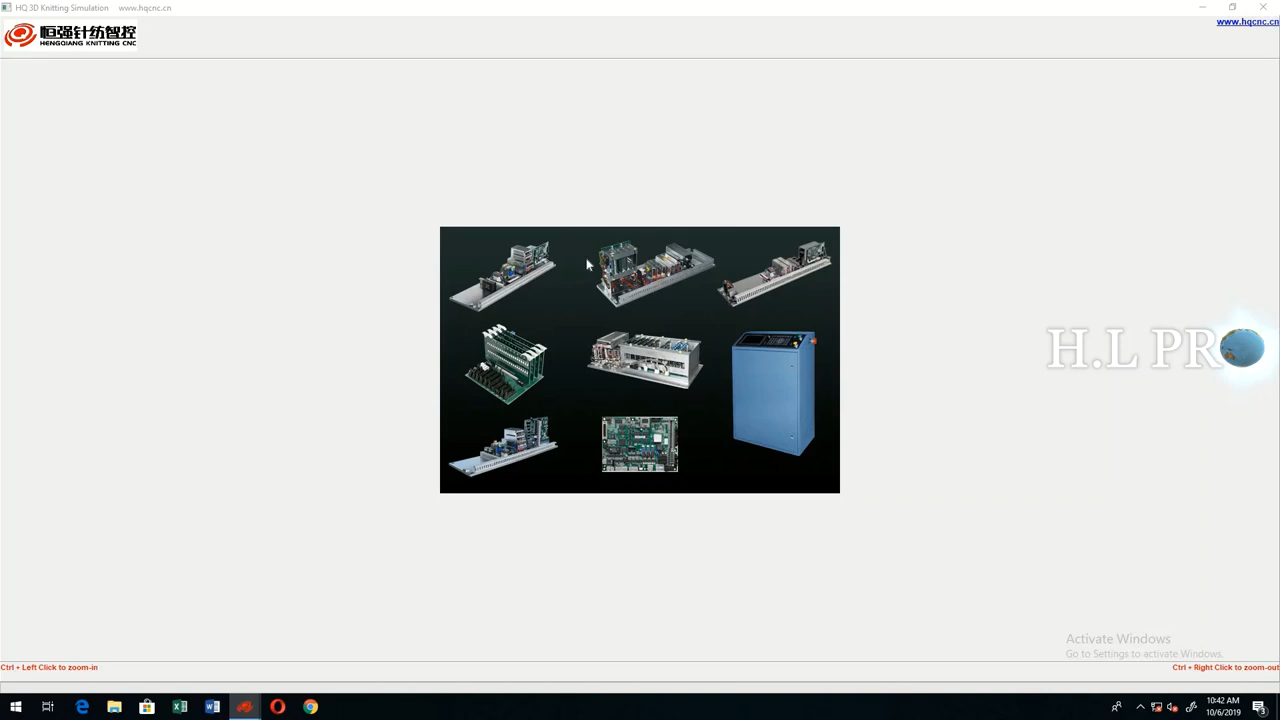 HQ 3D Knitting Simulation www.hqcnc.cn
恒强针纺智控
HENGQIANG KNITTING CNC
www.hqcnc.cn
H.L PR
Activate Windows
Go to Settings to activate Windows.
Ctrl + Left Click to zoom-in
Ctrl + Right Click to zoom-out
10:42 AM
10/6/2019
3